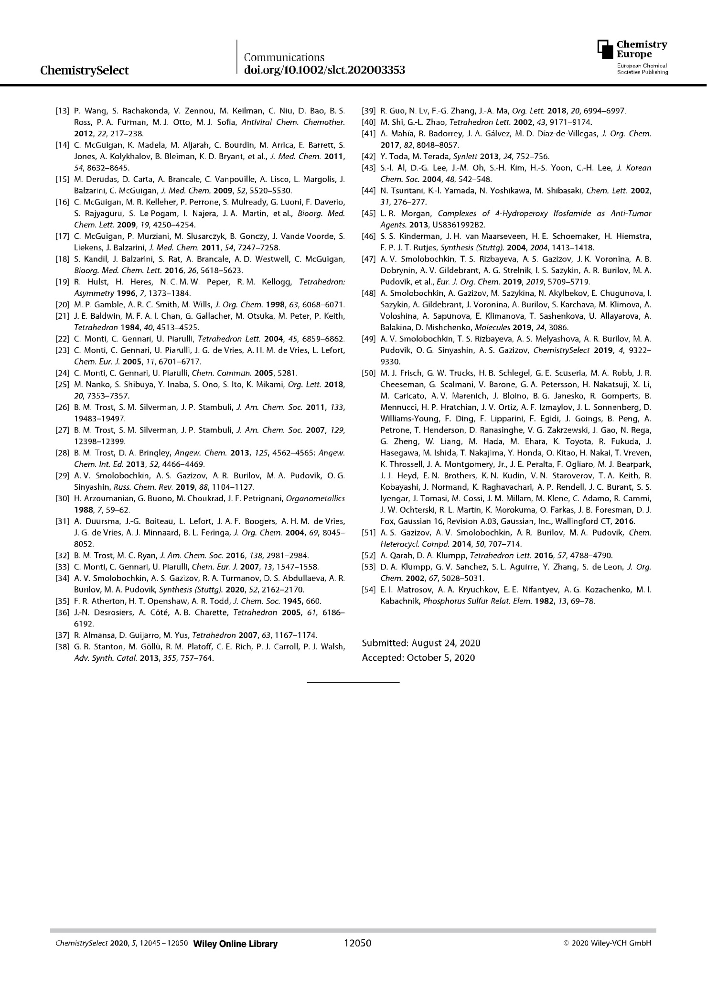 ChemistrySelect
Communications
doi.org/10.1002/slct.202003353
Chemistry
Europe
European Chemical
Societies Publishing
[13] P. Wang, S. Rachakonda, V. Zennou, M. Keilman, C. Niu, D. Bao, B. S.
Ross, P. A. Furman, M. J. Otto, M. J. Sofia, Antiviral Chem. Chemother.
2012, 22, 217–238.
[14] C. McGuigan, K. Madela, M. Aljarah, C. Bourdin, M. Arrica, E. Barrett, S.
Jones, A. Kolykhalov, B. Bleiman, K. D. Bryant, et al., J. Med. Chem. 2011,
54, 8632–8645.
[15] M. Derudas, D. Carta, A. Brancale, C. Vanpouille, A. Lisco, L. Margolis, J.
Balzarini, C. McGuigan, J. Med. Chem. 2009, 52, 5520–5530.
[16] C. McGuigan, M. R. Kelleher, P. Perrone, S. Mulready, G. Luoni, F. Daverio,
S. Rajyaguru, S. Le Pogam, I. Najera, J. A. Martin, et al., Bioorg. Med.
Chem. Lett. 2009, 19, 4250–4254.
[17] C. McGuigan, P. Murziani, M. Slusarczyk, B. Gonczy, J. Vande Voorde, S.
Liekens, J. Balzarini, J. Med. Chem. 2011, 54, 7247–7258.
[18] S. Kandil, J. Balzarini, S. Rat, A. Brancale, A. D. Westwell, C. McGuigan,
Bioorg. Med. Chem. Lett. 2016, 26, 5618–5623.
[19] R. Hulst, H. Heres, N. C. M. W. Peper, R. M. Kellogg, Tetrahedron:
Asymmetry 1996, 7, 1373–1384.
[20] M. P. Gamble, A. R. C. Smith, M. Wills, J. Org. Chem. 1998, 63, 6068–6071.
[21] J. E. Baldwin, M. F. A. I. Chan, G. Gallacher, M. Otsuka, M. Peter, P. Keith,
Tetrahedron 1984, 40, 4513–4525.
[22] C. Monti, C. Gennari, U. Piarulli, Tetrahedron Lett. 2004, 45, 6859–6862.
[23] C. Monti, C. Gennari, U. Piarulli, J. G. de Vries, A. H. M. de Vries, L. Lefort,
Chem. Eur. J. 2005, 11, 6701–6717.
[24] C. Monti, C. Gennari, U. Piarulli, Chem. Commun. 2005, 5281.
[25] M. Nanko, S. Shibuya, Y. Inaba, S. Ono, S. Ito, K. Mikami, Org. Lett. 2018,
20, 7353–7357.
[26] B. M. Trost, S. M. Silverman, J. P. Stambuli, J. Am. Chem. Soc. 2011, 133,
19483–19497.
[27] B. M. Trost, S. M. Silverman, J. P. Stambuli, J. Am. Chem. Soc. 2007, 129,
12398–12399.
[28] B. M. Trost, D. A. Bringley, Angew. Chem. 2013, 125, 4562–4565; Angew.
Chem. Int. Ed. 2013, 52, 4466–4469.
[29] A. V. Smolobochkin, A. S. Gazizov, A. R. Burilov, M. A. Pudovik, O. G.
Sinyashin, Russ. Chem. Rev. 2019, 88, 1104–1127.
[30] H. Arzoumanian, G. Buono, M. Choukrad, J. F. Petrignani, Organometallics
1988, 7, 59–62.
[31] A. Duursma, J.-G. Boiteau, L. Lefort, J. A. F. Boogers, A. H. M. de Vries,
J. G. de Vries, A. J. Minnaard, B. L. Feringa, J. Org. Chem. 2004, 69, 8045–
8052.
[32] B. M. Trost, M. C. Ryan, J. Am. Chem. Soc. 2016, 138, 2981–2984.
[33] C. Monti, C. Gennari, U. Piarulli, Chem. Eur. J. 2007, 13, 1547–1558.
[34] A. V. Smolobochkin, A. S. Gazizov, R. A. Turmanov, D. S. Abdullaeva, A. R.
Burilov, M. A. Pudovik, Synthesis (Stuttg). 2020, 52, 2162–2170.
[35] F. R. Atherton, H. T. Openshaw, A. R. Todd, J. Chem. Soc. 1945, 660.
[36] J.-N. Desrosiers, A. Côté, A. B. Charette, Tetrahedron 2005, 61, 6186–
6192.
[37] R. Almansa, D. Guijarro, M. Yus, Tetrahedron 2007, 63, 1167–1174.
[38] G. R. Stanton, M. Göllü, R. M. Platoff, C. E. Rich, P. J. Carroll, P. J. Walsh,
Adv. Synth. Catal. 2013, 355, 757–764.
[39] R. Guo, N. Lv, F.-G. Zhang, J.-A. Ma, Org. Lett. 2018, 20, 6994–6997.
[40] M. Shi, G.-L. Zhao, Tetrahedron Lett. 2002, 43, 9171–9174.
[41] A. Mahía, R. Badorrey, J. A. Gálvez, M. D. Díaz-de-Villegas, J. Org. Chem.
2017, 82, 8048–8057.
[42] Y. Toda, M. Terada, Synlett 2013, 24, 752–756.
[43] S.-I. Al, D.-G. Lee, J.-M. Oh, S.-H. Kim, H.-S. Yoon, C.-H. Lee, J. Korean
Chem. Soc. 2004, 48, 542–548.
[44] N. Tsuritani, K.-I. Yamada, N. Yoshikawa, M. Shibasaki, Chem. Lett. 2002,
31, 276–277.
[45] L. R. Morgan, Complexes of 4-Hydroperoxy Ifosfamide as Anti-Tumor
Agents. 2013, US8361992B2.
[46] S. S. Kinderman, J. H. van Maarseveen, H. E. Schoemaker, H. Hiemstra,
F. P. J. T. Rutjes, Synthesis (Stuttg). 2004, 2004, 1413–1418.
[47] A. V. Smolobochkin, T. S. Rizbayeva, A. S. Gazizov, J. K. Voronina, A. B.
Dobrynin, A. V. Gildebrant, A. G. Strelnik, I. S. Sazykin, A. R. Burilov, M. A.
Pudovik, et al., Eur. J. Org. Chem. 2019, 2019, 5709–5719.
[48] A. Smolobochkin, A. Gazizov, M. Sazykina, N. Akylbekov, E. Chugunova, I.
Sazykin, A. Gildebrant, J. Voronina, A. Burilov, S. Karchava, M. Klimova, A.
Voloshina, A. Sapunova, E. Klimanova, T. Sashenkova, U. Allayarova, A.
Balakina, D. Mishchenko, Molecules 2019, 24, 3086.
[49] A. V. Smolobochkin, T. S. Rizbayeva, A. S. Melyashova, A. R. Burilov, M. A.
Pudovik, O. G. Sinyashin, A. S. Gazizov, ChemistrySelect 2019, 4, 9322–
9330.
[50] M. J. Frisch, G. W. Trucks, H. B. Schlegel, G. E. Scuseria, M. A. Robb, J. R.
Cheeseman, G. Scalmani, V. Barone, G. A. Petersson, H. Nakatsuji, X. Li,
M. Caricato, A. V. Marenich, J. Bloino, B. G. Janesko, R. Gomperts, B.
Mennucci, H. P. Hratchian, J. V. Ortiz, A. F. Izmaylov, J. L. Sonnenberg, D.
Williams-Young, F. Ding, F. Lipparini, F. Egidi, J. Goings, B. Peng, A.
Petrone, T. Henderson, D. Ranasinghe, V. G. Zakrzewski, J. Gao, N. Rega,
G. Zheng, W. Liang, M. Hada, M. Ehara, K. Toyota, R. Fukuda, J.
Hasegawa, M. Ishida, T. Nakajima, Y. Honda, O. Kitao, H. Nakai, T. Vreven,
K. Throssell, J. A. Montgomery, Jr., J. E. Peralta, F. Ogliaro, M. J. Bearpark,
J. J. Heyd, E. N. Brothers, K. N. Kudin, V. N. Staroverov, T. A. Keith, R.
Kobayashi, J. Normand, K. Raghavachari, A. P. Rendell, J. C. Burant, S. S.
Iyengar, J. Tomasi, M. Cossi, J. M. Millam, M. Klene, C. Adamo, R. Cammi,
J. W. Ochterski, R. L. Martin, K. Morokuma, O. Farkas, J. B. Foresman, D. J.
Fox, Gaussian 16, Revision A.03, Gaussian, Inc., Wallingford CT, 2016.
[51] A. S. Gazizov, A. V. Smolobochkin, A. R. Burilov, M. A. Pudovik, Chem.
Heterocycl. Compd. 2014, 50, 707–714.
[52] A. Qarah, D. A. Klumpp, Tetrahedron Lett. 2016, 57, 4788–4790.
[53] D. A. Klumpp, G. V. Sanchez, S. L. Aguirre, Y. Zhang, S. de Leon, J. Org.
Chem. 2002, 67, 5028–5031.
[54] E. I. Matrosov, A. A. Kryuchkov, E. E. Nifantyev, A. G. Kozachenko, M. I.
Kabachnik, Phosphorus Sulfur Relat. Elem. 1982, 13, 69–78.
Submitted: August 24, 2020
Accepted: October 5, 2020
ChemistrySelect 2020, 5, 12045–12050 Wiley Online Library
12050
© 2020 Wiley-VCH GmbH